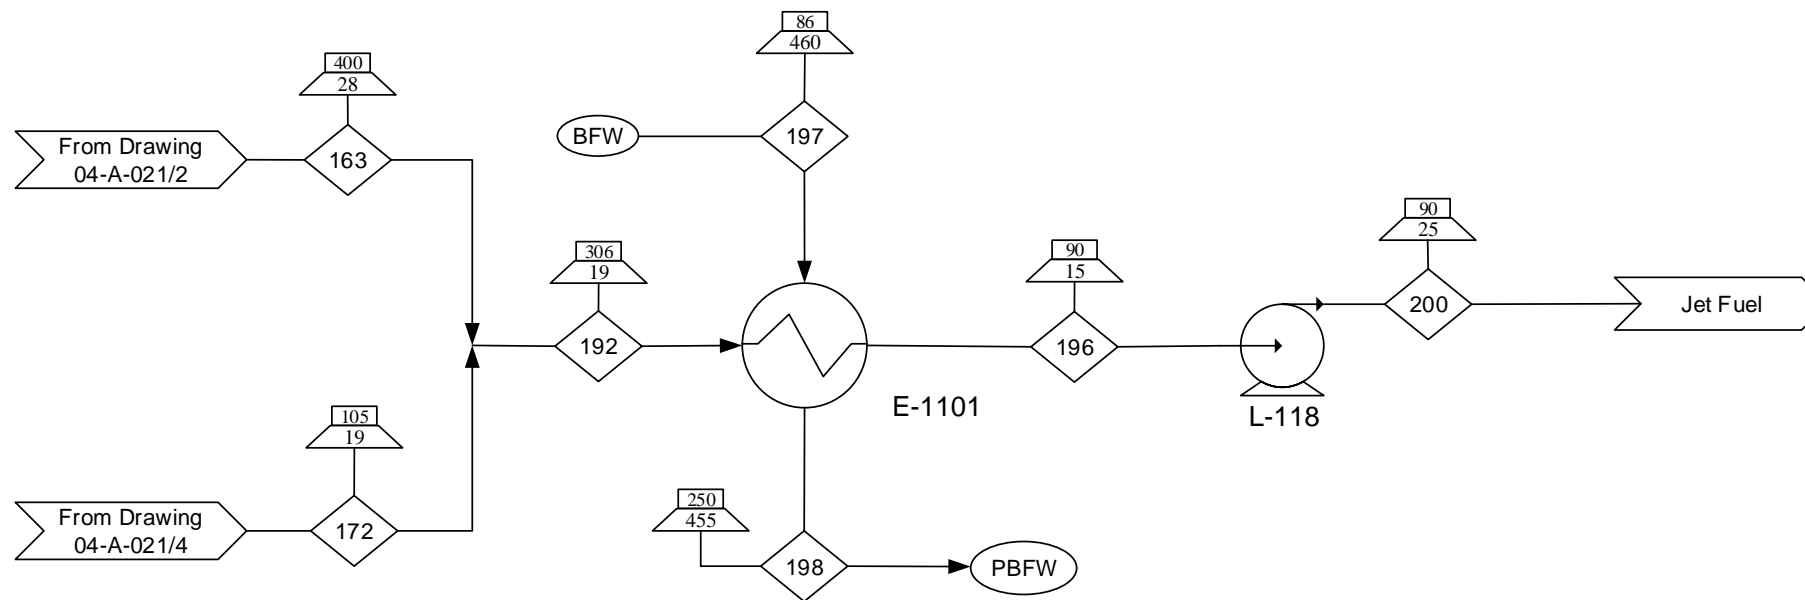 86
460
400
28
From Drawing
04-A-021/2
163
BFW
197
90
25
306
19
90
15
200
Jet Fuel
192
196
E-1101
L-118
105
19
250
455
From Drawing
04-A-021/4
172
198
PBFW